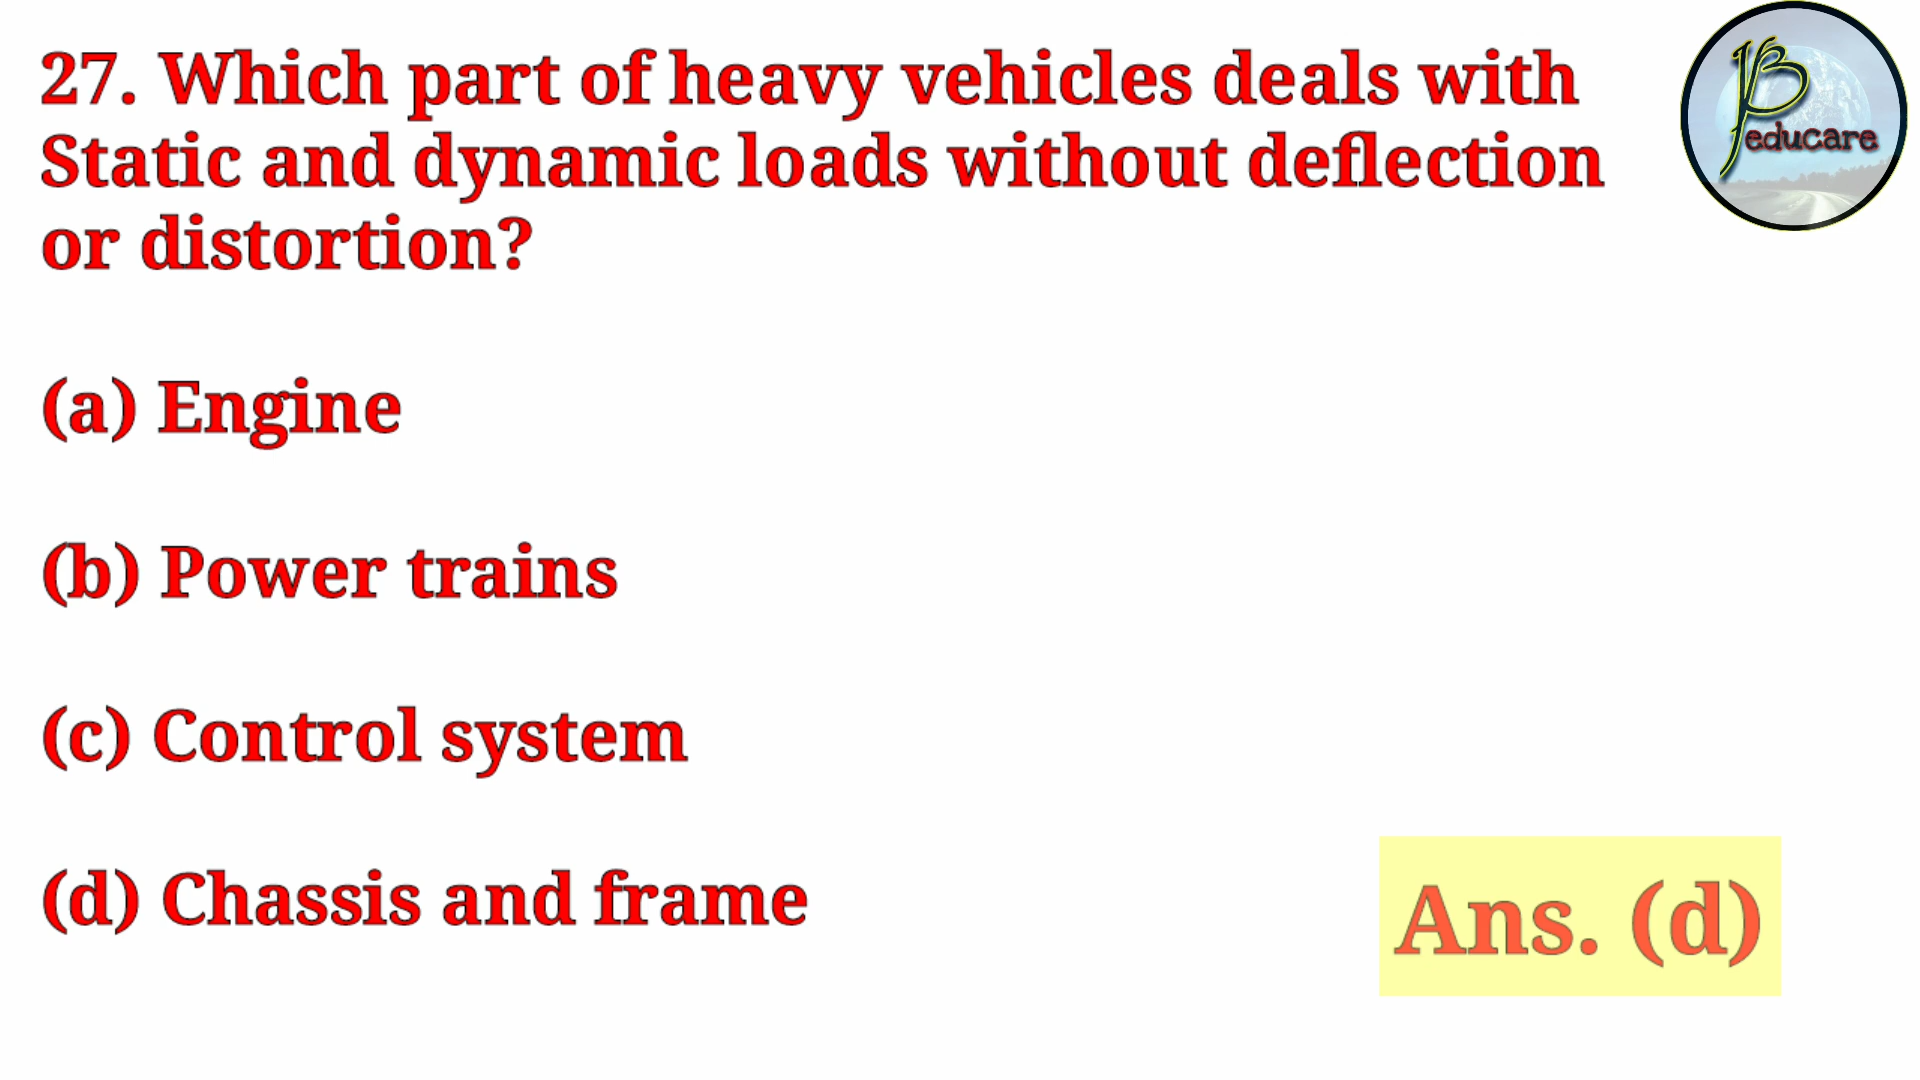 27. Which part of heavy vehicles deals with
Static and dynamic loads without deflection
or distortion?
(a) Engine
(b) Power trains
(c) Control system
(d) Chassis and frame
Ans. (d)
educare